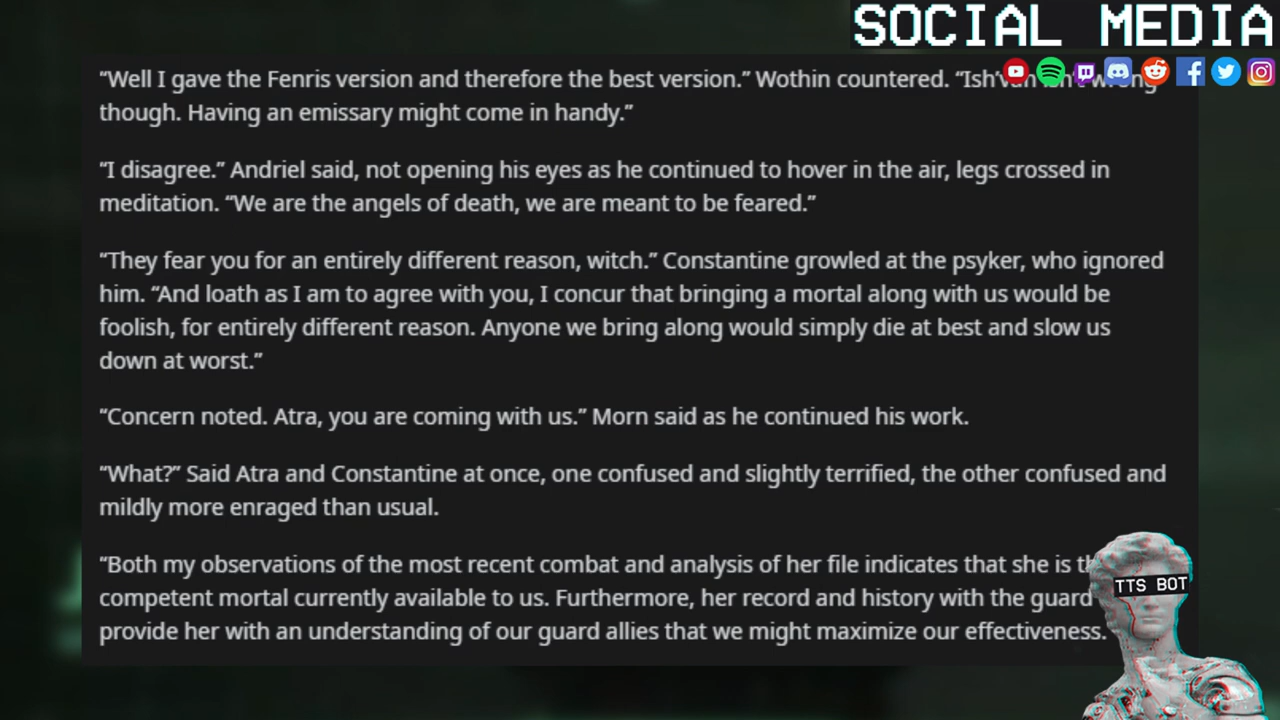 SOCIAL MEDIA
“Well I gave the Fenris version and therefore the best version.” Wothin countered. “Ish'van isn't wrong
though. Having an emissary might come in handy.”
“I disagree.” Andriel said, not opening his eyes as he continued to hover in the air, legs crossed in
meditation. “We are the angels of death, we are meant to be feared.”
“They fear you for an entirely different reason, witch.” Constantine growled at the psyker, who ignored
him. “And loath as I am to agree with you, I concur that bringing a mortal along with us would be
foolish, for entirely different reason. Anyone we bring along would simply die at best and slow us
down at worst.”
“Concern noted. Atra, you are coming with us.” Morn said as he continued his work.
“What?” Said Atra and Constantine at once, one confused and slightly terrified, the other confused and
mildly more enraged than usual.
“Both my observations of the most recent combat and analysis of her file indicates that she is
competent mortal currently available to us. Furthermore, her record and history with the guard
provide her with an understanding of our guard allies that we might maximize our effectiveness.
TTS BOT